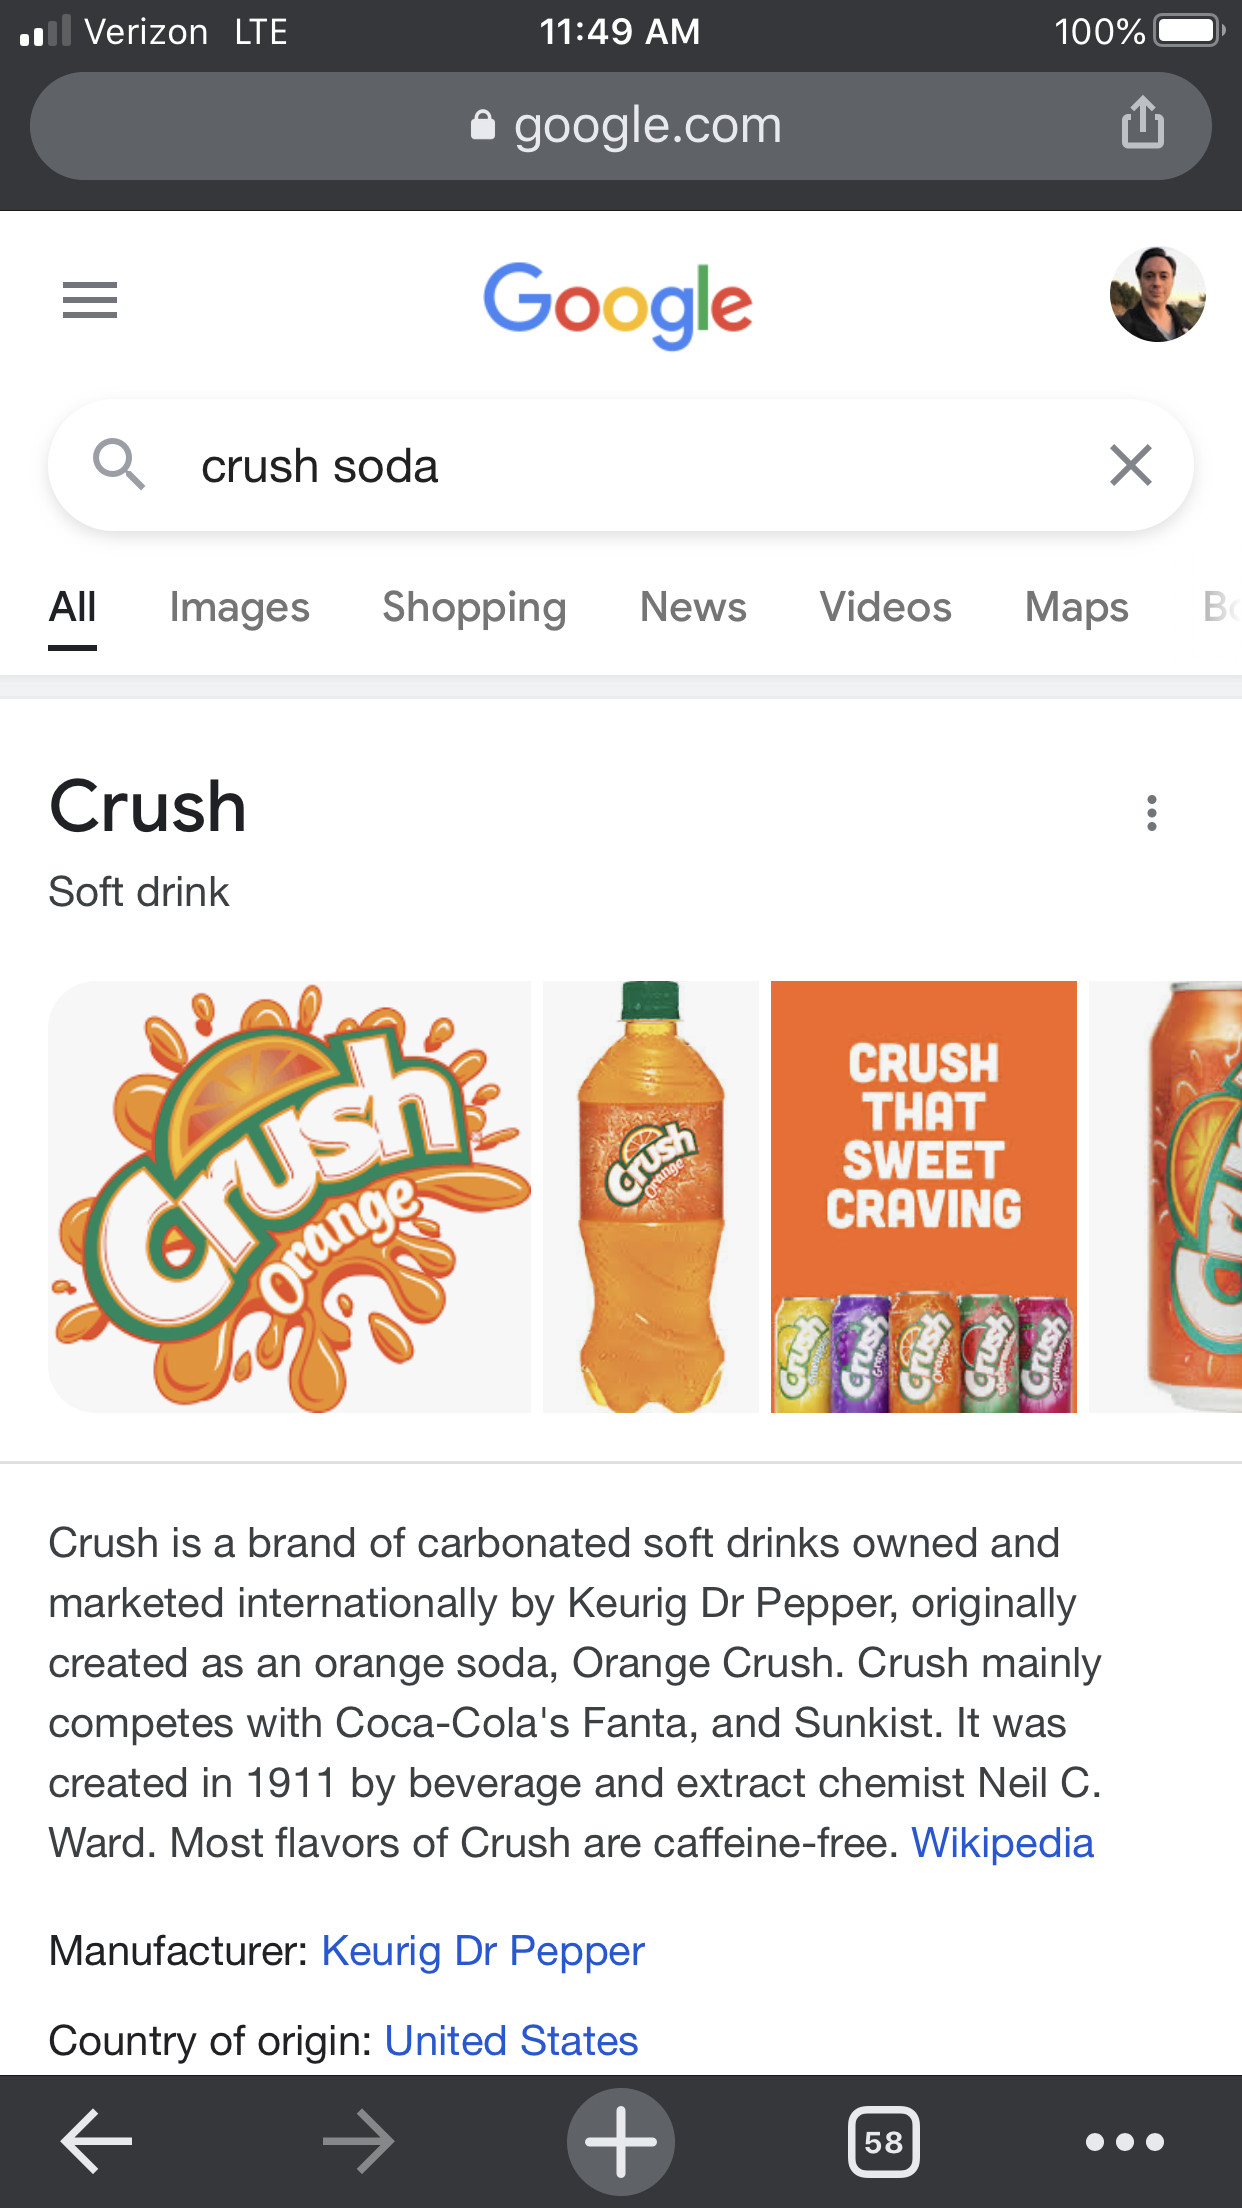 Verizon LTE 11:49 AM 100%
google.com
Google
crush soda
All Images Shopping News Videos Maps
Crush
Soft drink
Crush
Orange
Crush
Orange
CRUSH
THAT
SWEET
CRAVING
Crush Crush Crush Crush Crush
Crush is a brand of carbonated soft drinks owned and
marketed internationally by Keurig Dr Pepper, originally
created as an orange soda, Orange Crush. Crush mainly
competes with Coca-Cola's Fanta, and Sunkist. It was
created in 1911 by beverage and extract chemist Neil C.
Ward. Most flavors of Crush are caffeine-free. Wikipedia
Manufacturer: Keurig Dr Pepper
Country of origin: United States
58